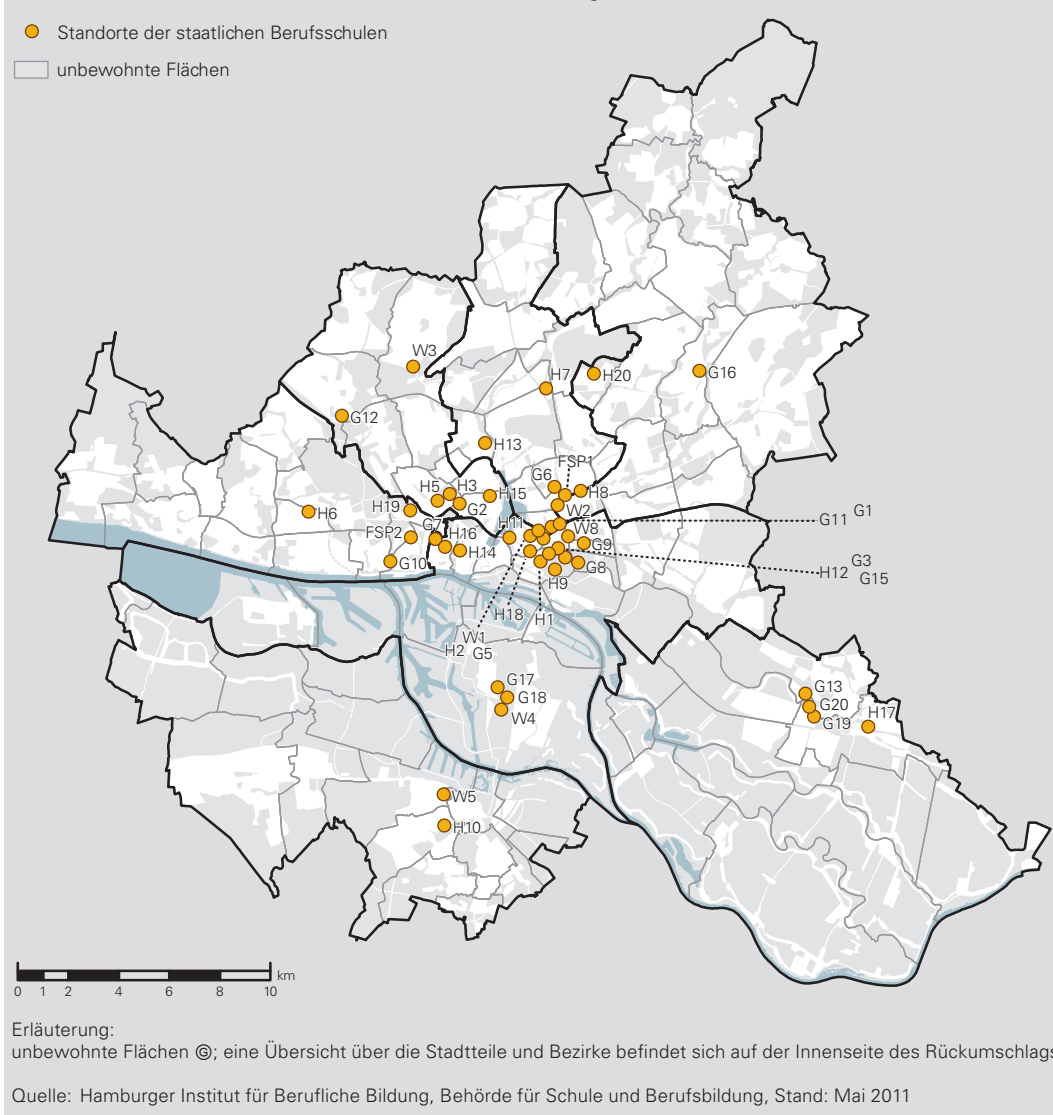 Standorte der staatlichen Berufsschulen
unbewohnte Flächen
W3
H7
H20
G16
G12
H13
FSP1
G6
H5
H3
H8
H15
H19
G2
W2
H6
G7
H11
G1
G11
FSP2
H16
W8
H14
G9
G10
G3
G8
H12
H9
G15
H18
H1
W1
H2
G5
G17
G18
W4
G13
G20
H17
G19
W5
H10
km
0 1 2 4 6 8 10
Erläuterung:
unbewohnte Flächen ©; eine Übersicht über die Stadtteile und Bezirke befindet sich auf der Innenseite des Rückumschlags
Quelle: Hamburger Institut für Berufliche Bildung, Behörde für Schule und Berufsbildung, Stand: Mai 2011